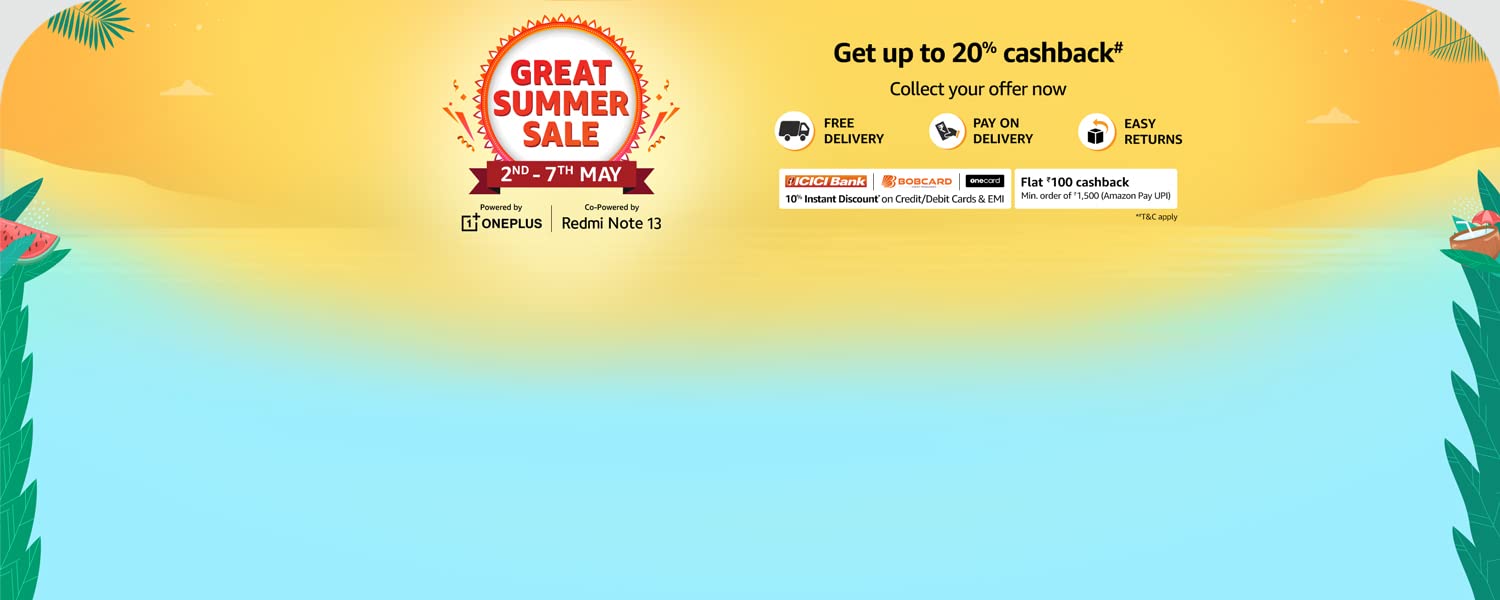 GREAT
SUMMER
SALE
2ND - 7TH MAY
Powered by
1+ ONEPLUS
Co-Powered by
Redmi Note 13
Get up to 20% cashback#
Collect your offer now
FREE
DELIVERY
PAY ON
DELIVERY
EASY
RETURNS
ICICI Bank
BOBCARD
onecard
10% Instant Discount* on Credit/Debit Cards & EMI
Flat ₹100 cashback
Min. order of ₹1,500 (Amazon Pay UPI)
*#T&C apply